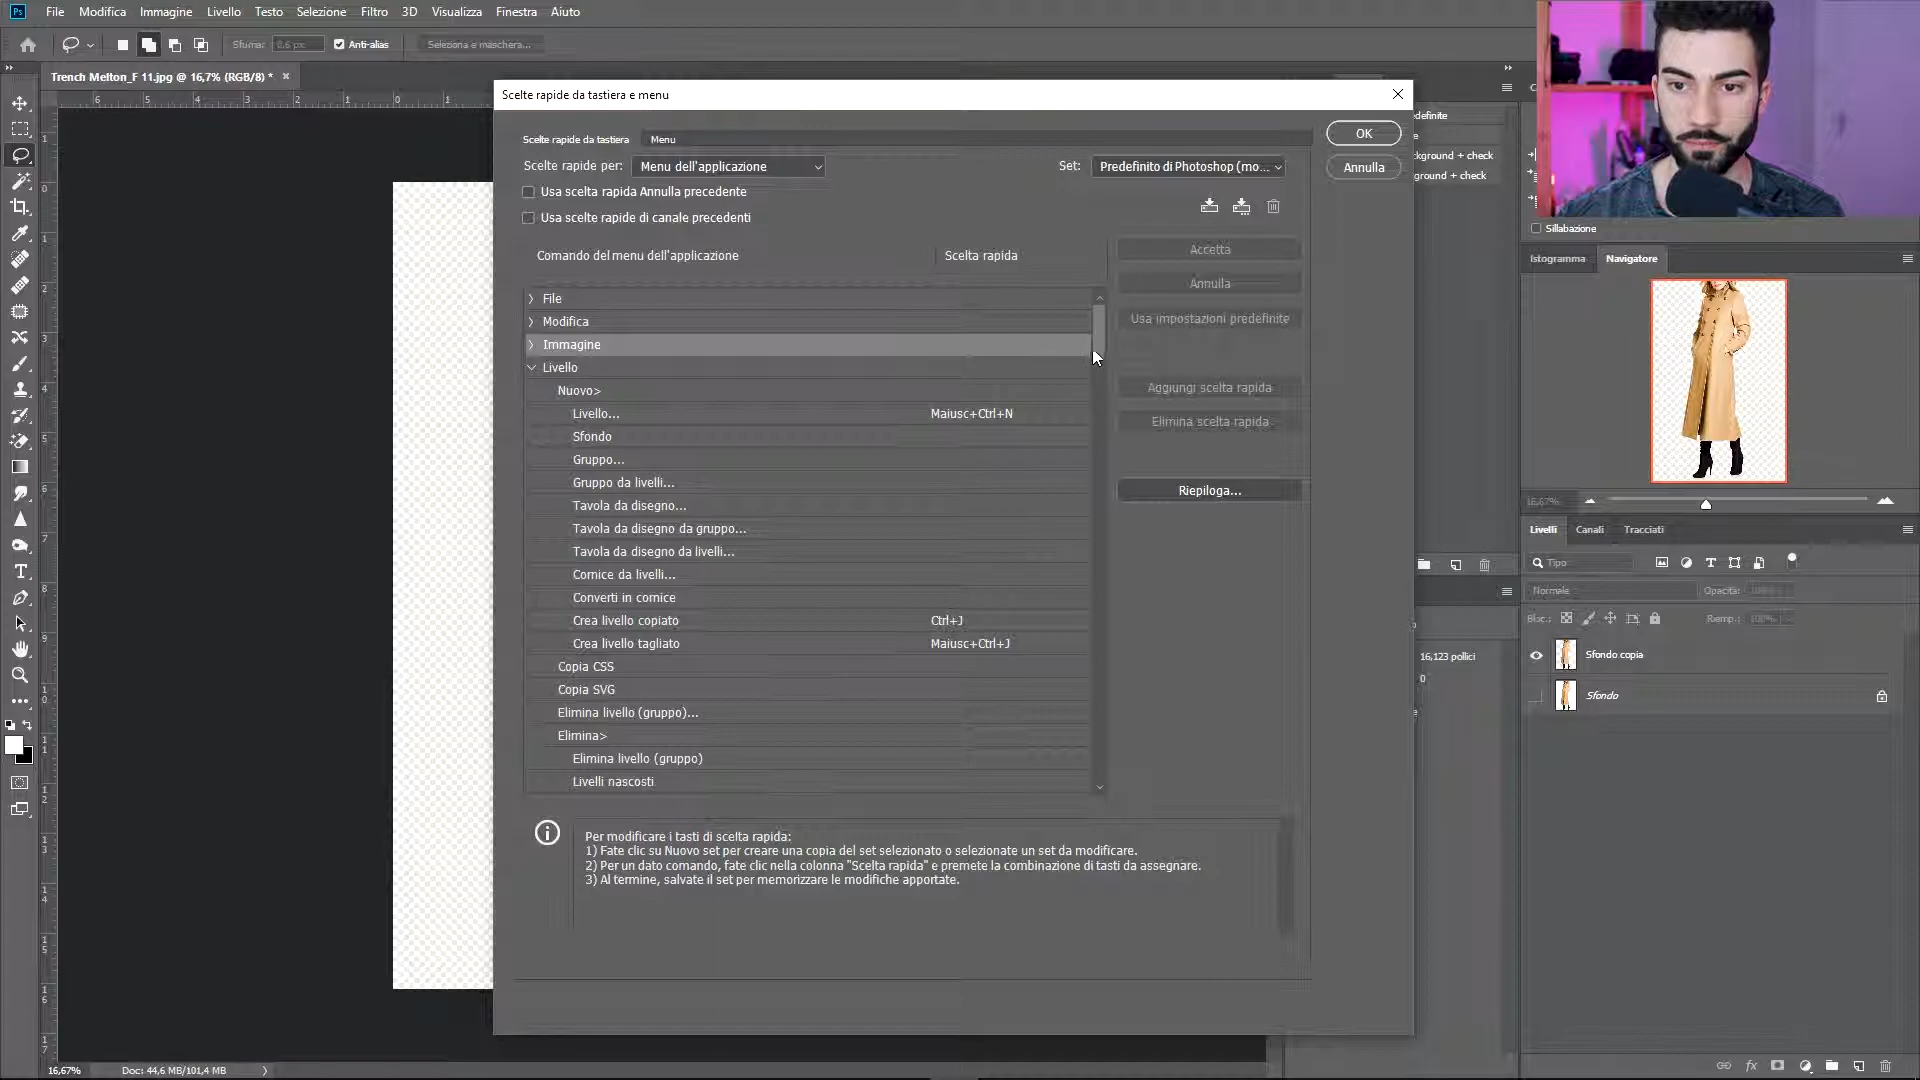 Ps File Modifica Immagine Livello Testo Selezione Filtro 3D Visualizza Finestra Aiuto
Sfuma: 0,6 px Anti-alias Seleziona e maschera...
Trench Melton_F 11.jpg @ 16,7% (RGB/8) *
Scelte rapide da tastiera e menu
Scelte rapide da tastiera Menu
OK
Scelte rapide per: Menu dell'applicazione
Set: Predefinito di Photoshop (mo...
Annulla
Usa scelta rapida Annulla precedente
Usa scelte rapide di canale precedenti
Comando del menu dell'applicazione Scelta rapida
Accetta
Annulla
Usa impostazioni predefinite
Aggiungi scelta rapida
Elimina scelta rapida
Riepiloga...
File
Modifica
Immagine
Livello
Nuovo>
Livello... Maiusc+Ctrl+N
Sfondo
Gruppo...
Gruppo da livelli...
Tavola da disegno...
Tavola da disegno da gruppo...
Tavola da disegno da livelli...
Cornice da livelli...
Converti in cornice
Crea livello copiato Ctrl+J
Crea livello tagliato Maiusc+Ctrl+J
Copia CSS
Copia SVG
Elimina livello (gruppo)...
Elimina>
Elimina livello (gruppo)
Livelli nascosti
Per modificare i tasti di scelta rapida:
1) Fate clic su Nuovo set per creare una copia del set selezionato o selezionate un set da modificare.
2) Per un dato comando, fate clic nella colonna "Scelta rapida" e premete la combinazione di tasti da assegnare.
3) Al termine, salvate il set per memorizzare le modifiche apportate.
ckground + check
ground + check
Sillabazione
Istogramma Navigatore
16,67%
Livelli Canali Tracciati
Tipo
Normale Opacità: 100%
Bloc.: Riemp.: 100%
Sfondo copia
Sfondo
16,123 pollici
16,67% Doc: 44,6 MB/101,4 MB